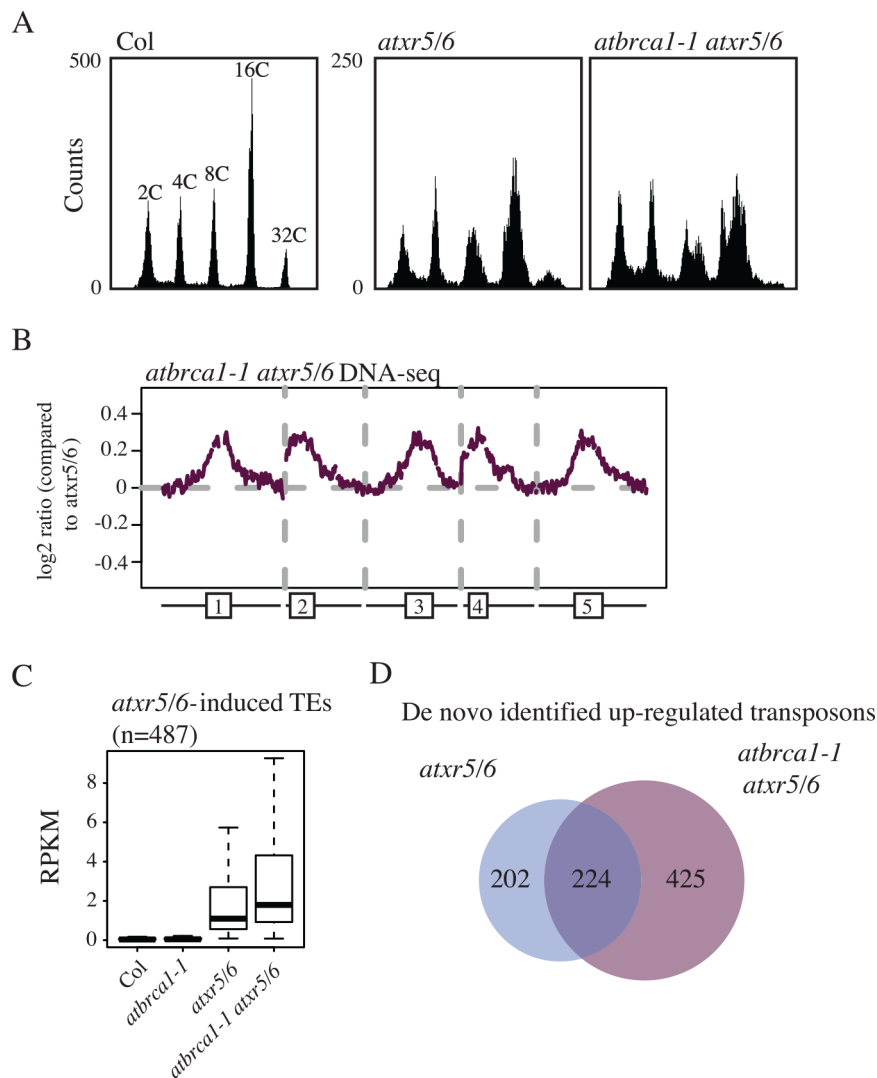 A
Col
atxr5/6
atbrca1-1 atxr5/6
500
250
16C
2C
4C
8C
32C
Counts
0
0
B
atbrca1-1 atxr5/6 DNA-seq
log2 ratio (compared
to atxr5/6)
0.4
0.2
0
-0.2
-0.4
1 2 3 4 5
C
atxr5/6-induced TEs
(n=487)
RPKM
8
6
4
2
0
Col
atbrca1-1
atxr5/6
atbrca1-1 atxr5/6
D
De novo identified up-regulated transposons
atxr5/6
atbrca1-1
atxr5/6
202 224 425